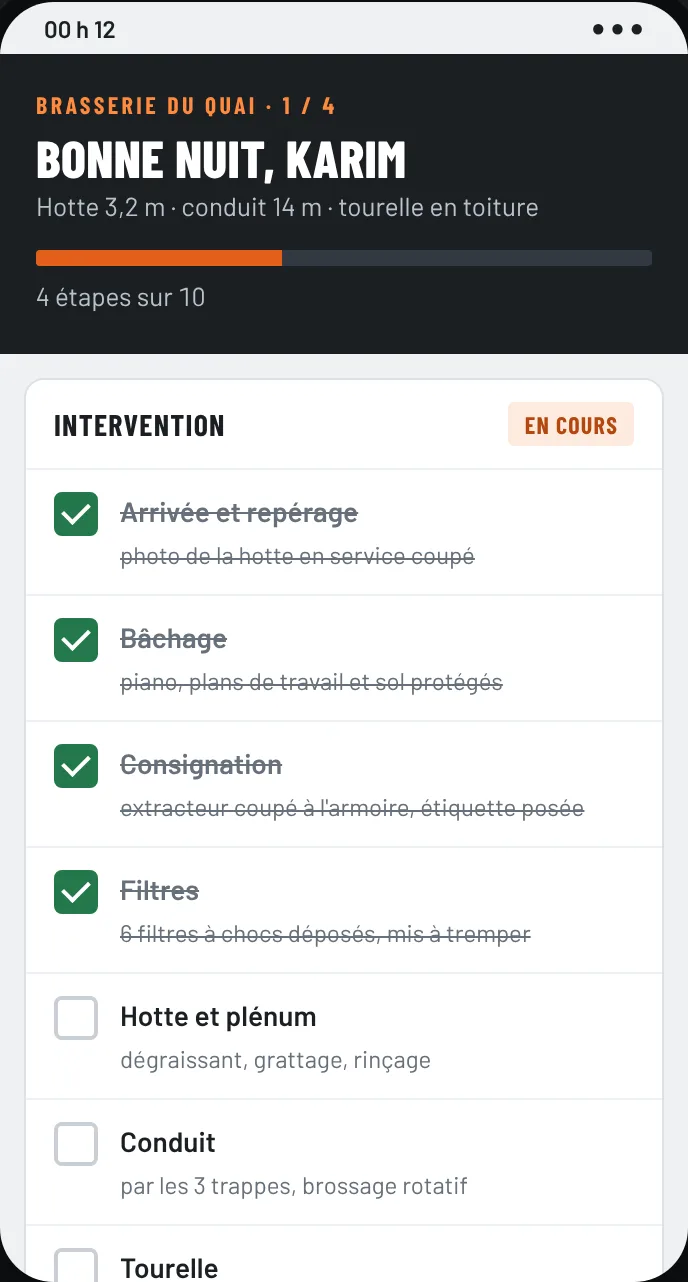 00 h 12
BRASSERIE DU QUAI · 1 / 4
BONNE NUIT, KARIM
Hotte 3,2 m · conduit 14 m · tourelle en toiture
4 étapes sur 10
INTERVENTION
EN COURS
Arrivée et repérage
photo de la hotte en service coupé
Bâchage
piano, plans de travail et sol protégés
Consignation
extracteur coupé à l'armoire, étiquette posée
Filtres
6 filtres à chocs déposés, mis à tremper
Hotte et plénum
dégraissant, grattage, rinçage
Conduit
par les 3 trappes, brossage rotatif
Tourelle